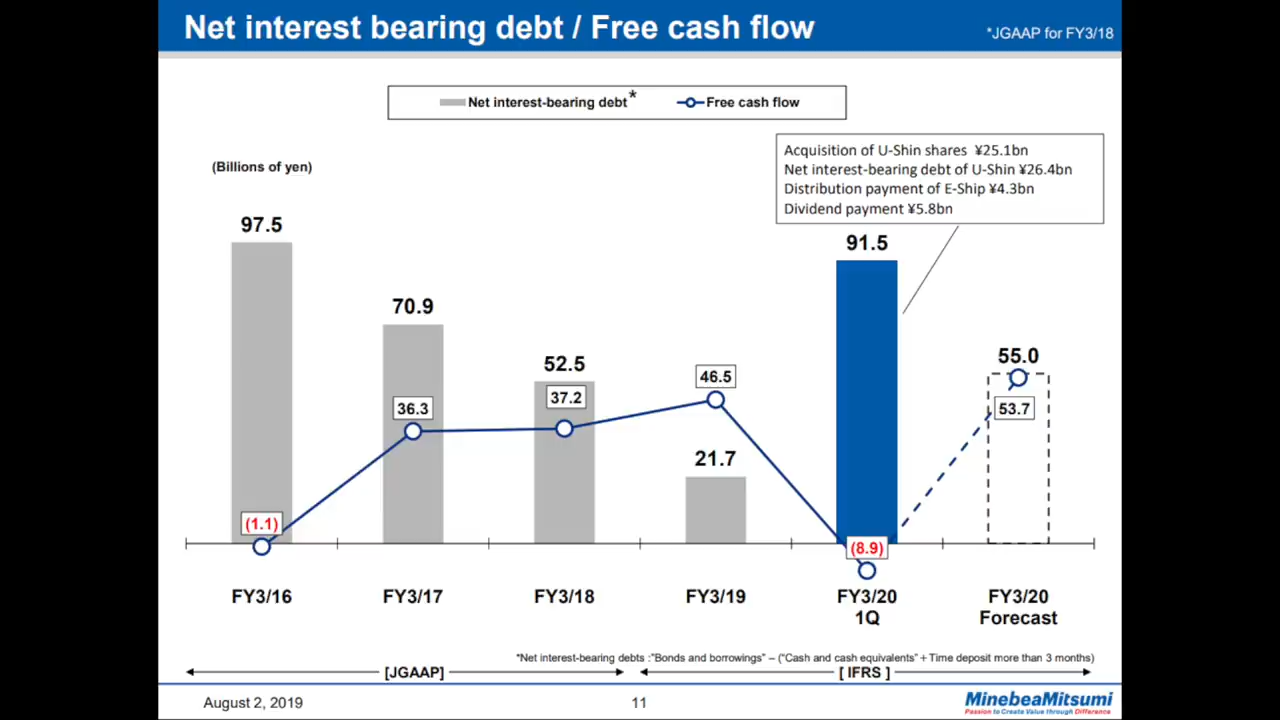 Net interest bearing debt / Free cash flow
*JGAAP for FY3/18
Net interest-bearing debt*
Free cash flow
(Billions of yen)
Acquisition of U-Shin shares ¥25.1bn
Net interest-bearing debt of U-Shin ¥26.4bn
Distribution payment of E-Ship ¥4.3bn
Dividend payment ¥5.8bn
97.5
70.9
52.5
21.7
91.5
55.0
(1.1)
36.3
37.2
46.5
(8.9)
53.7
FY3/16
FY3/17
FY3/18
FY3/19
FY3/20
1Q
FY3/20
Forecast
*Net interest-bearing debts :"Bonds and borrowings" – ("Cash and cash equivalents" + Time deposit more than 3 months)
[JGAAP]
[ IFRS ]
August 2, 2019
11
MinebeaMitsumi
Passion to Create Value through Difference